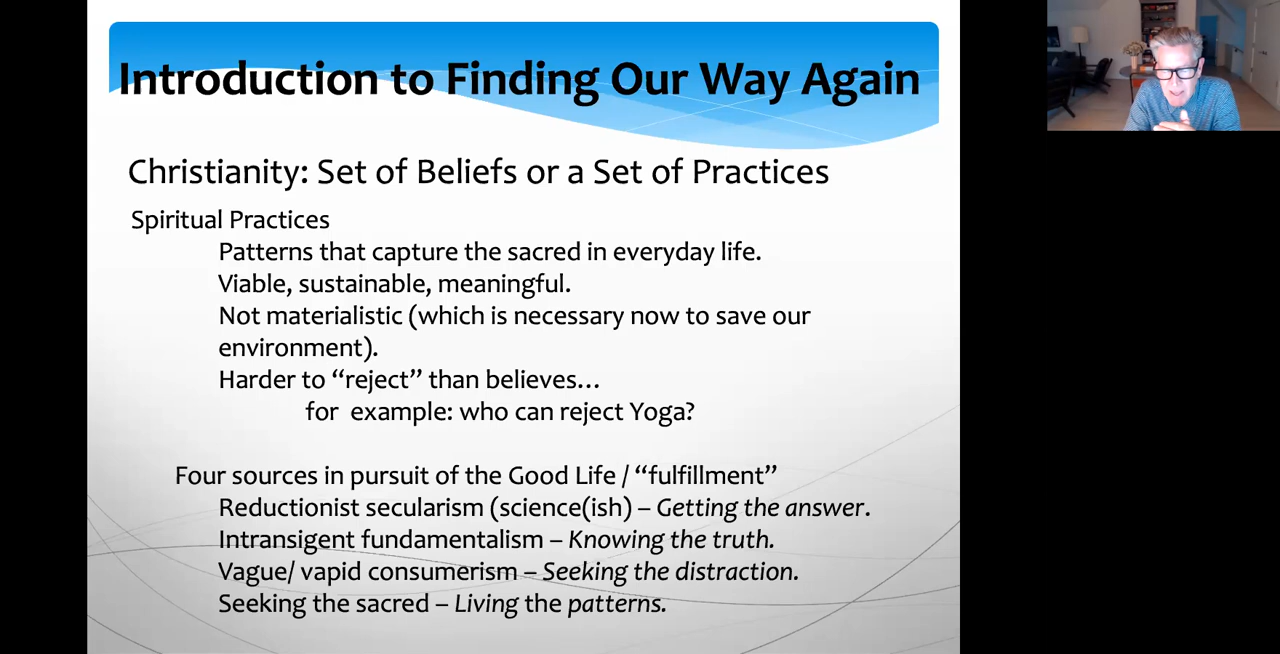 Introduction to Finding Our Way Again
Christianity: Set of Beliefs or a Set of Practices
Spiritual Practices
Patterns that capture the sacred in everyday life.
Viable, sustainable, meaningful.
Not materialistic (which is necessary now to save our
environment).
Harder to “reject” than believes…
for example: who can reject Yoga?
Four sources in pursuit of the Good Life / “fulfillment”
Reductionist secularism (science(ish) – Getting the answer.
Intransigent fundamentalism – Knowing the truth.
Vague/ vapid consumerism – Seeking the distraction.
Seeking the sacred – Living the patterns.